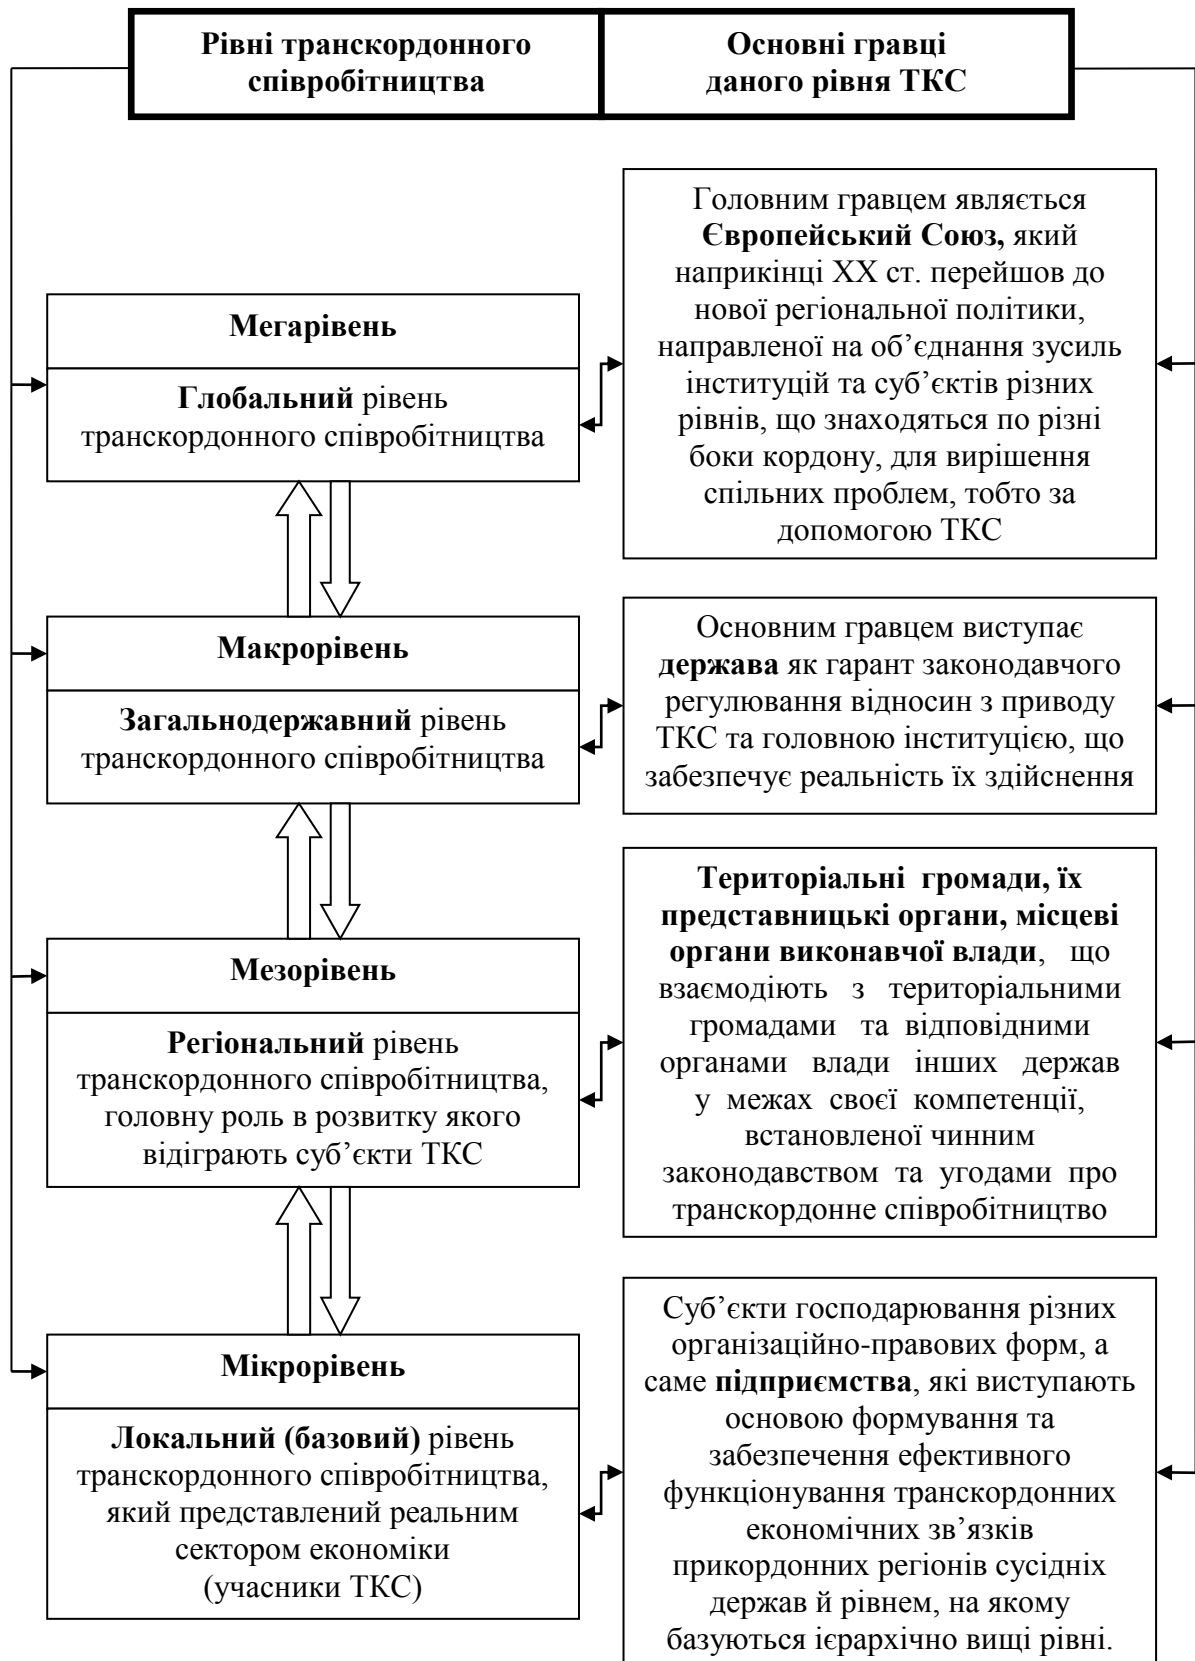 Рівні транскордонного
співробітництва
Основні гравці
даного рівня ТКС
Мегарівень
Глобальний рівень
транскордонного співробітництва
Головним гравцем являється
Європейський Союз, який
наприкінці ХХ ст. перейшов до
нової регіональної політики,
направленої на об’єднання зусиль
інституцій та суб’єктів різних
рівнів, що знаходяться по різні
боки кордону, для вирішення
спільних проблем, тобто за
допомогою ТКС
Макрорівень
Загальнодержавний рівень
транскордонного співробітництва
Основним гравцем виступає
держава як гарант законодавчого
регулювання відносин з приводу
ТКС та головною інституцією, що
забезпечує реальність їх здійснення
Мезорівень
Регіональний рівень
транскордонного співробітництва,
головну роль в розвитку якого
відіграють суб’єкти ТКС
Територіальні громади, їх
представницькі органи, місцеві
органи виконавчої влади, що
взаємодіють з територіальними
громадами та відповідними
органами влади інших держав
у межах своєї компетенції,
встановленої чинним
законодавством та угодами про
транскордонне співробітництво
Мікрорівень
Локальний (базовий) рівень
транскордонного співробітництва,
який представлений реальним
сектором економіки
(учасники ТКС)
Суб’єкти господарювання різних
організаційно-правових форм, а
саме підприємства, які виступають
основою формування та
забезпечення ефективного
функціонування транскордонних
економічних зв’язків
прикордонних регіонів сусідніх
держав й рівнем, на якому
базуються ієрархічно вищі рівні.